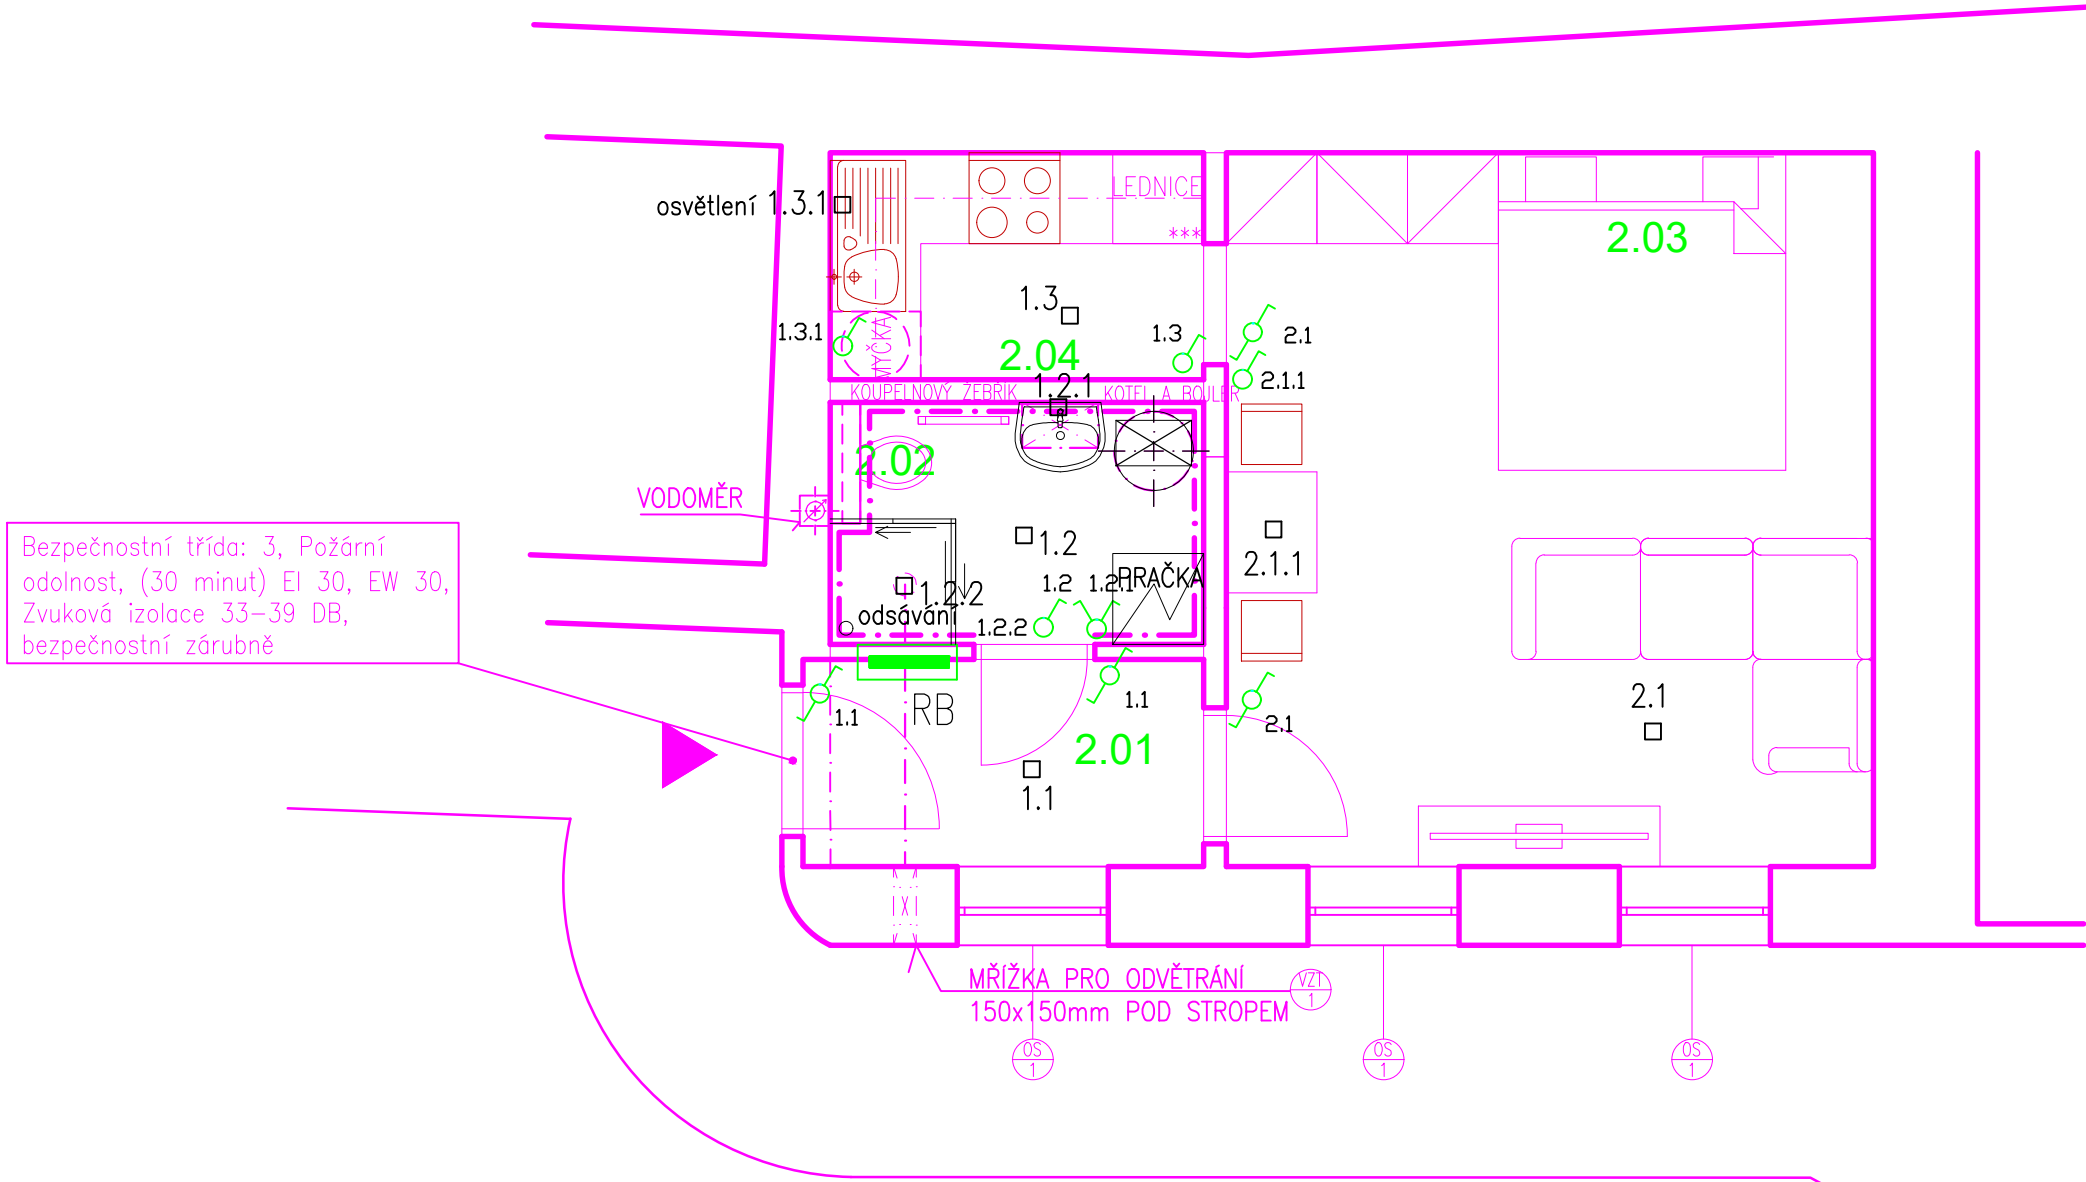 LEDNICE
***
osvětlení 1.3.1
2.03
1.3
1.3.1
MYČKA
2.04
1.3
2.1
2.1.1
KOUPELNOVÝ ŽEBŘÍK
1.2.1
KOTEL A BOULER
2.02
VODOMĚR
Bezpečnostní třída: 3, Požární
odolnost, (30 minut) EI 30, EW 30,
Zvuková izolace 33-39 DB,
bezpečnostní zárubně
1.2
2.1.1
PRAČKA
1.2
1.2.1
1.2.2
odsávání
1.2.2
1.1
RB
1.1
2.1
2.1
2.01
1.1
X
MŘÍŽKA PRO ODVĚTRÁNÍ
150x150mm POD STROPEM
VZT
1
OS
1
OS
1
OS
1